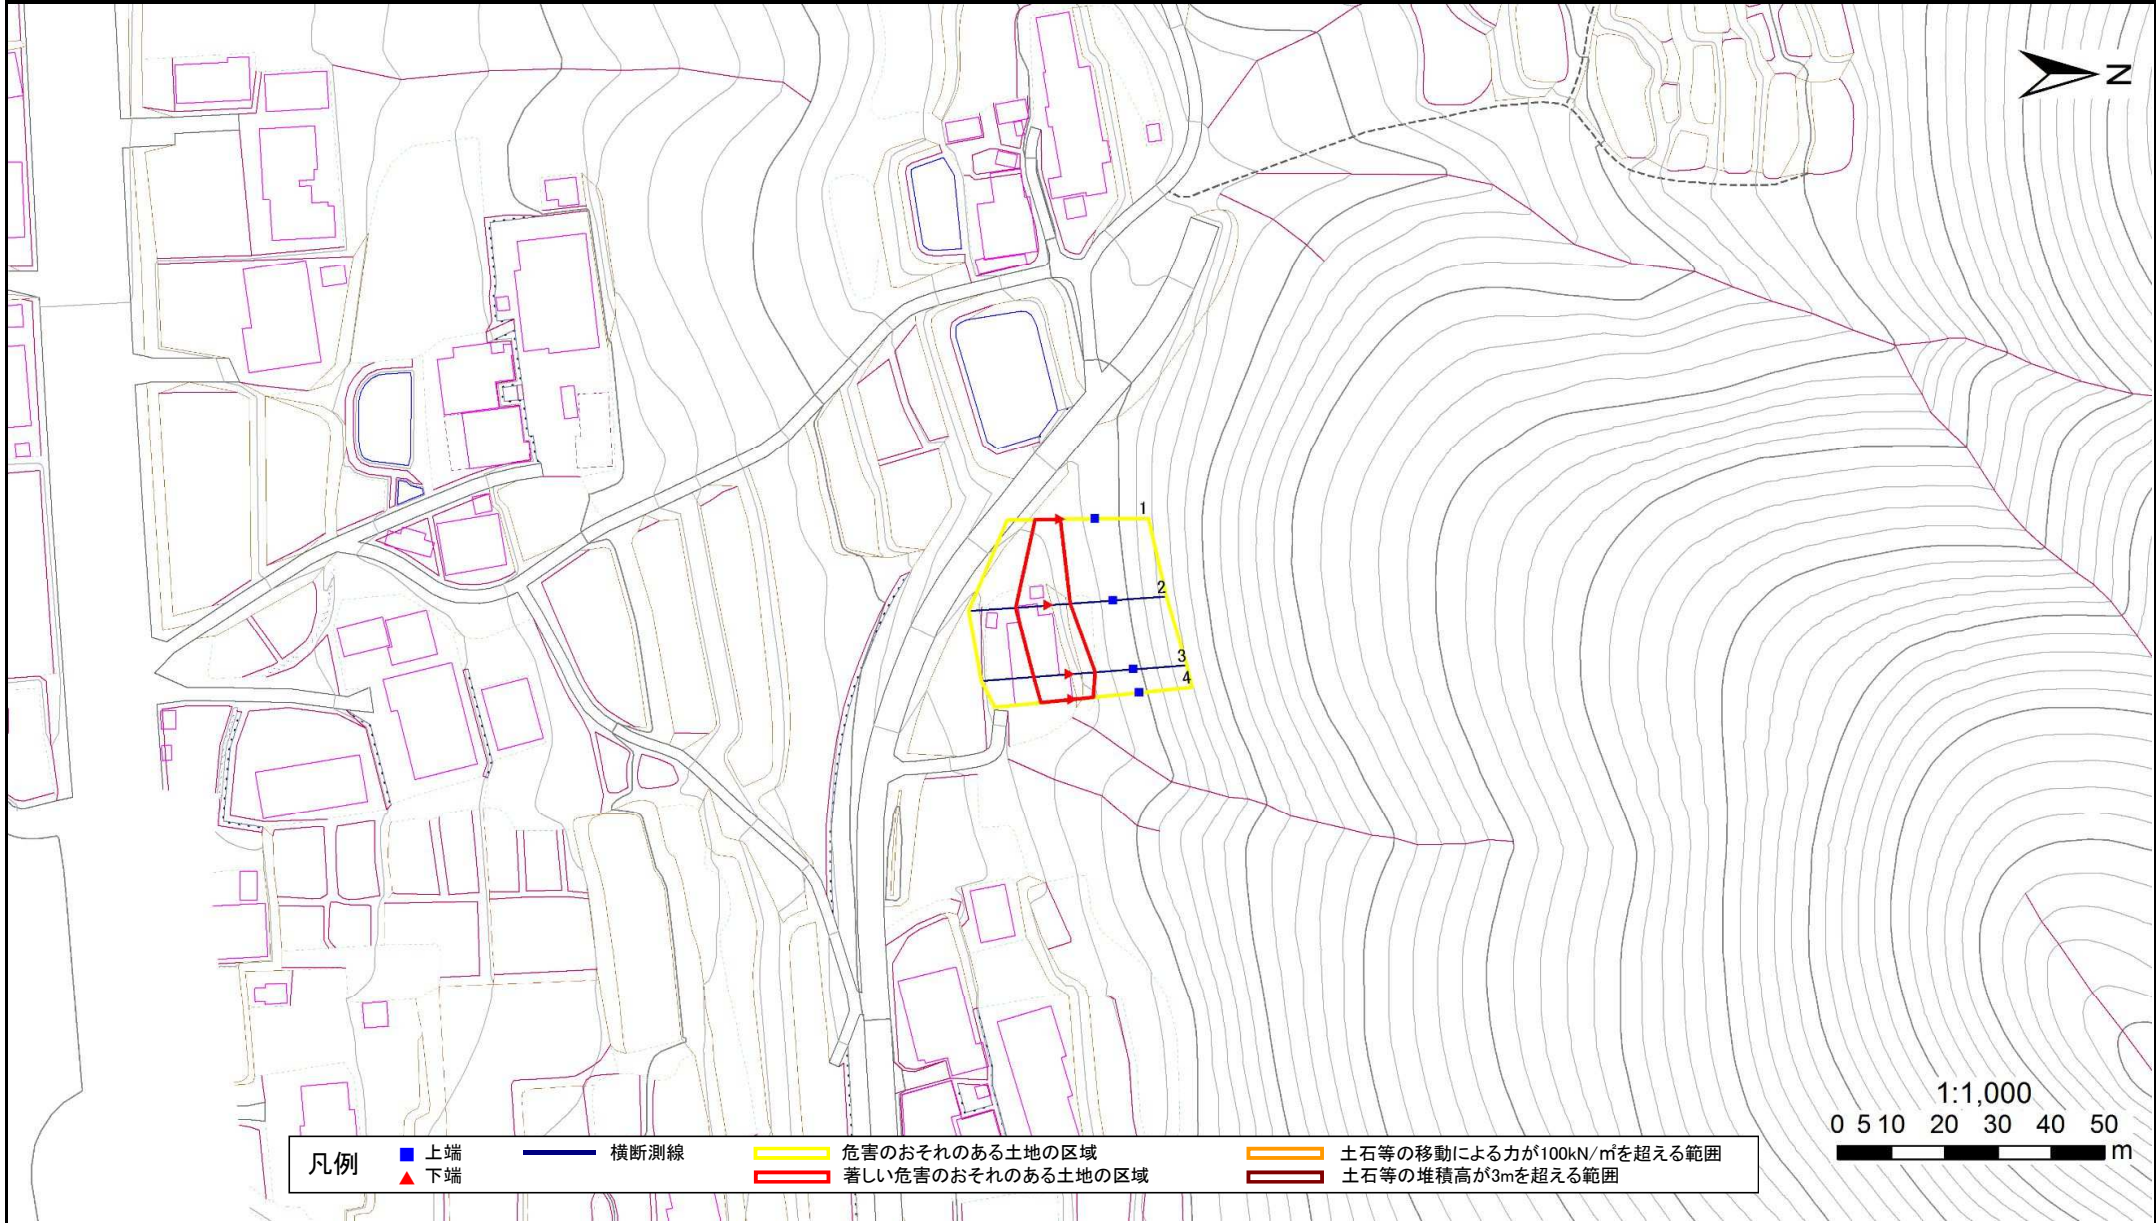 N
1
2
3
4
1:1,000
0 5 10 20 30 40 50
m
凡例
上端
下端
横断測線
危害のおそれのある土地の区域
著しい危害のおそれのある土地の区域
土石等の移動による力が100kN/㎡を超える範囲
土石等の堆積高が3mを超える範囲